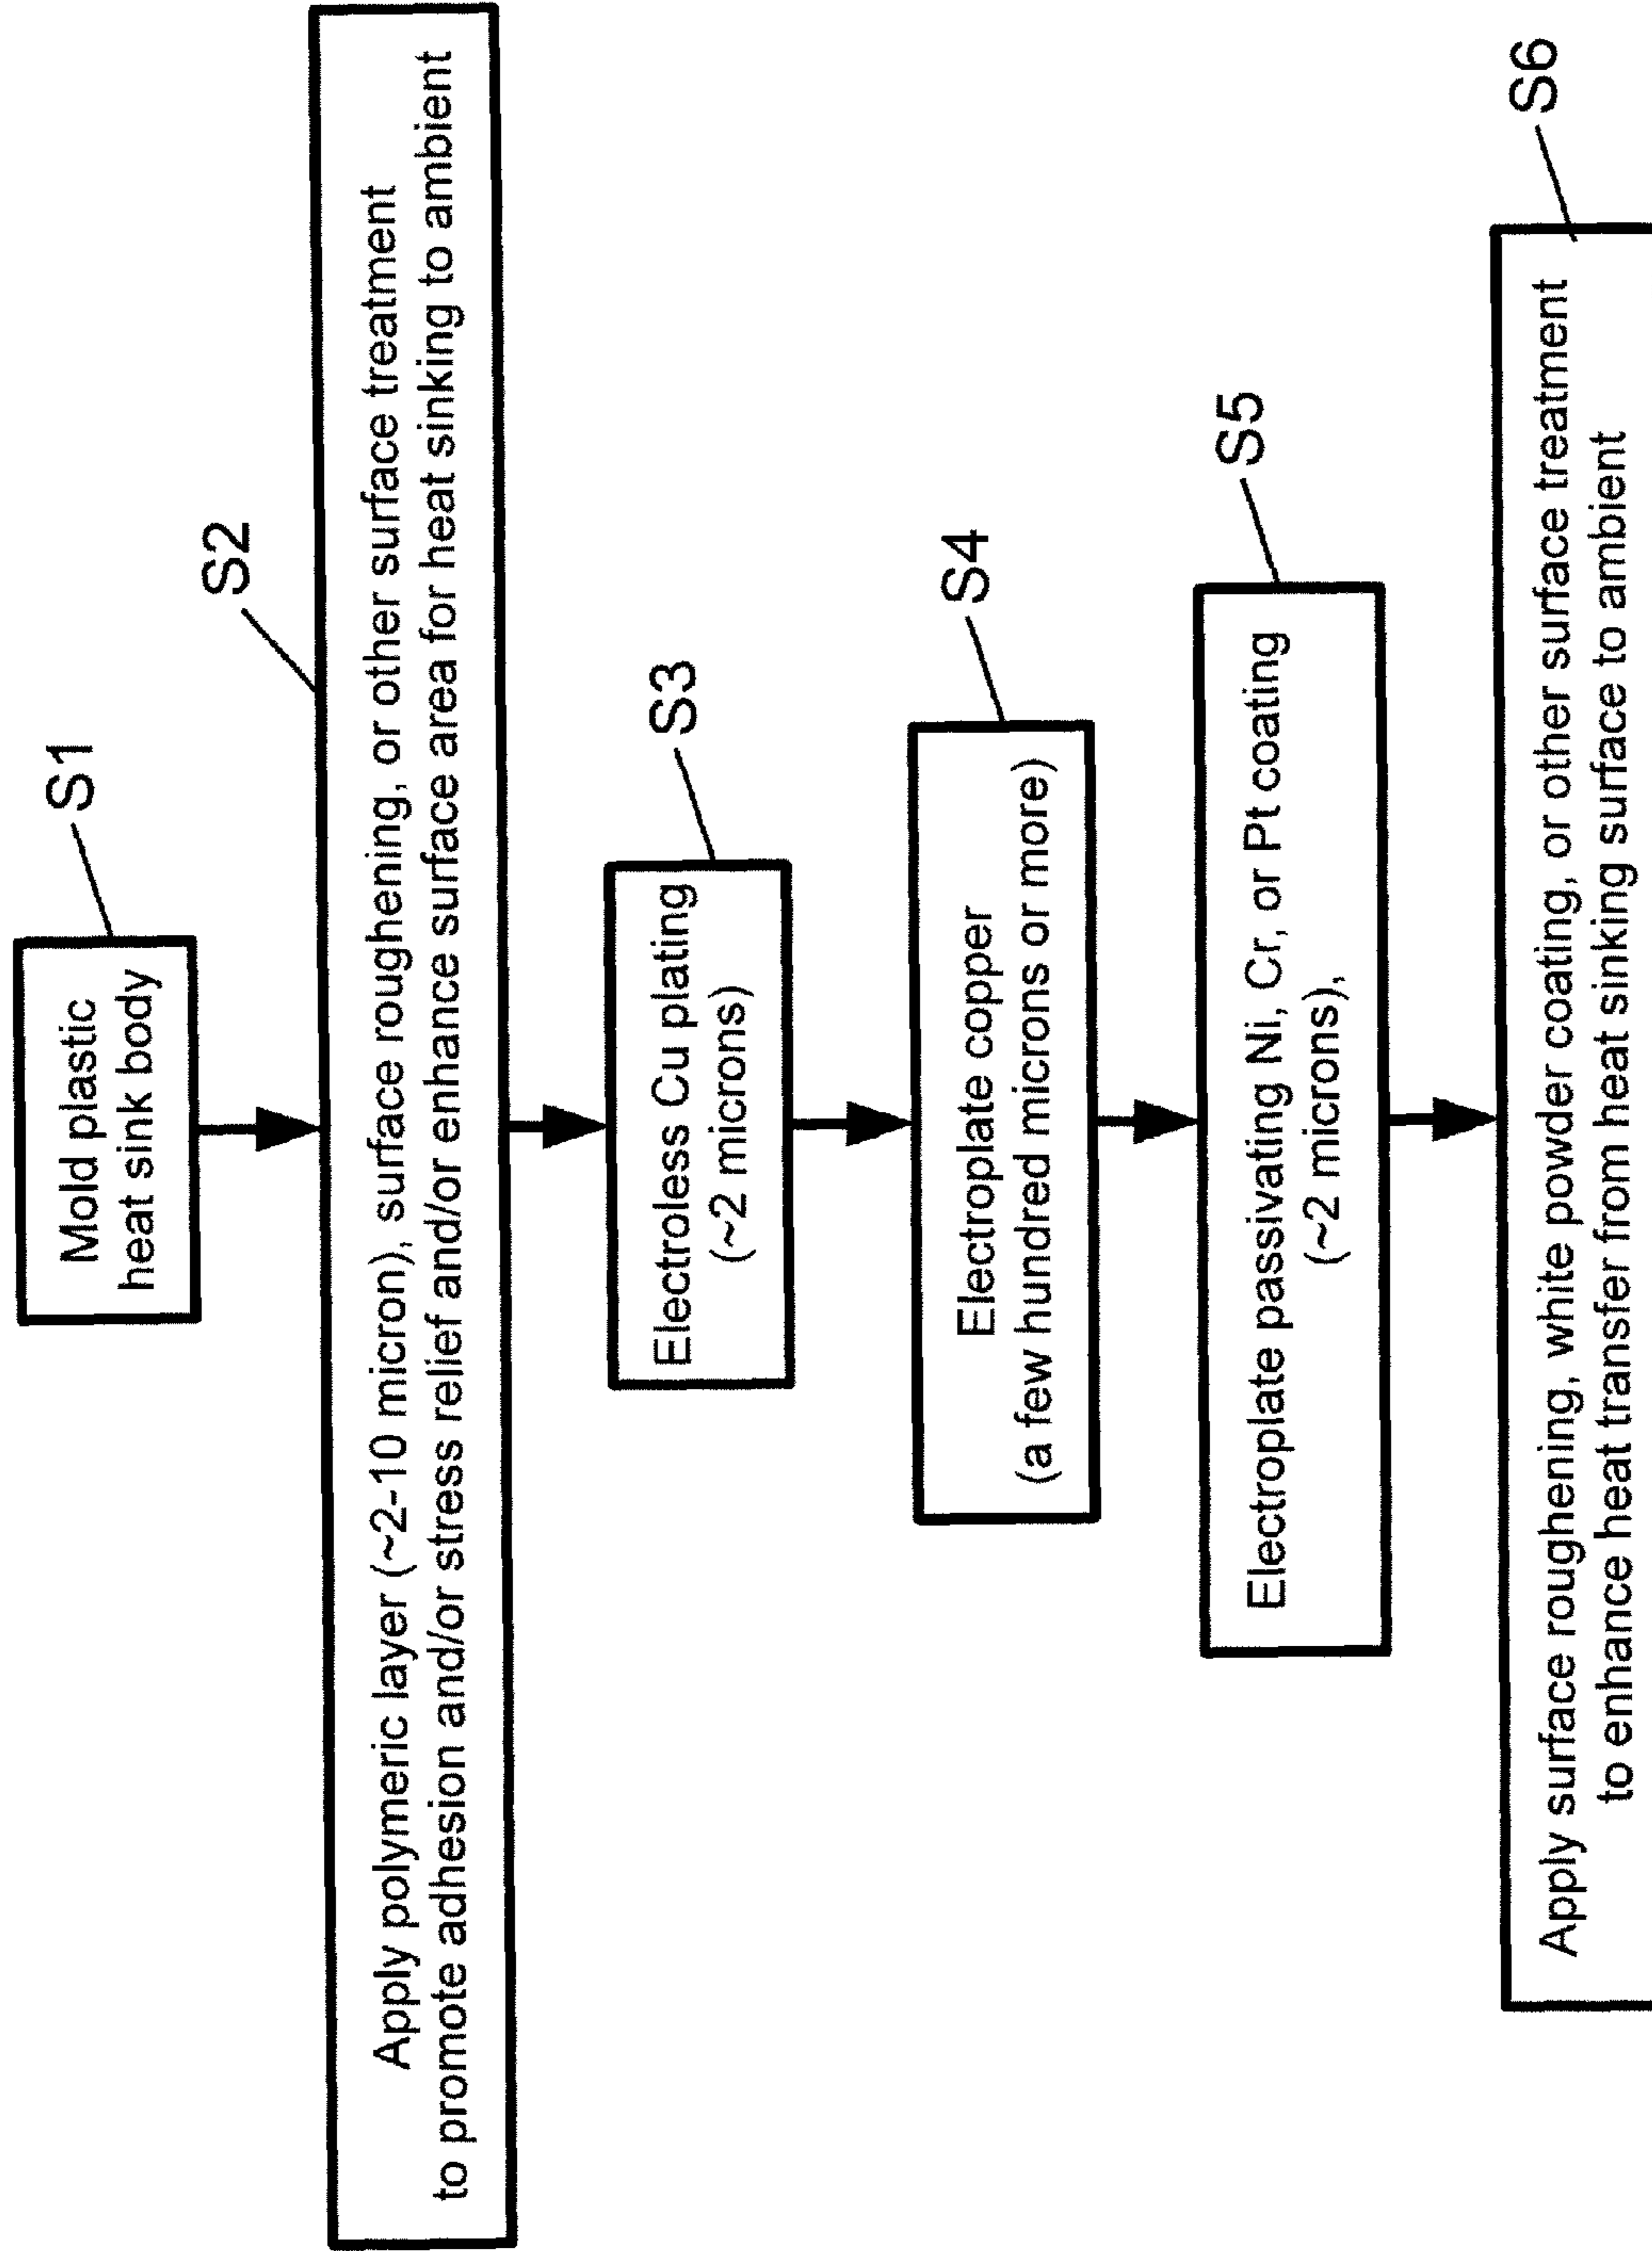 S1
Mold plastic
heat sink body
S2
Apply polymeric layer (~2-10 micron), surface roughening, or other surface treatment
to promote adhesion and/or stress relief and/or enhance surface area for heat sinking to ambient
S3
Electroless Cu plating
(~2 microns)
S4
Electroplate copper
(a few hundred microns or more)
S5
Electroplate passivating Ni, Cr, or Pt coating
(~2 microns),
S6
Apply surface roughening, white powder coating, or other surface treatment
to enhance heat transfer from heat sinking surface to ambient